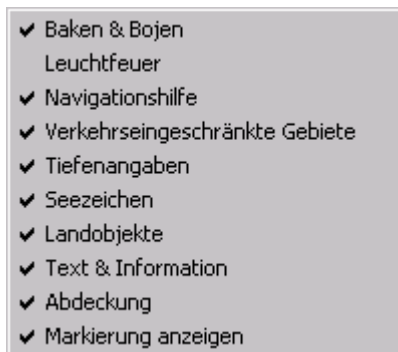 Baken & Bojen
Leuchtfeuer
Navigationshilfe
Verkehrseingeschränkte Gebiete
Tiefenangaben
Seezeichen
Landobjekte
Text & Information
Abdeckung
Markierung anzeigen